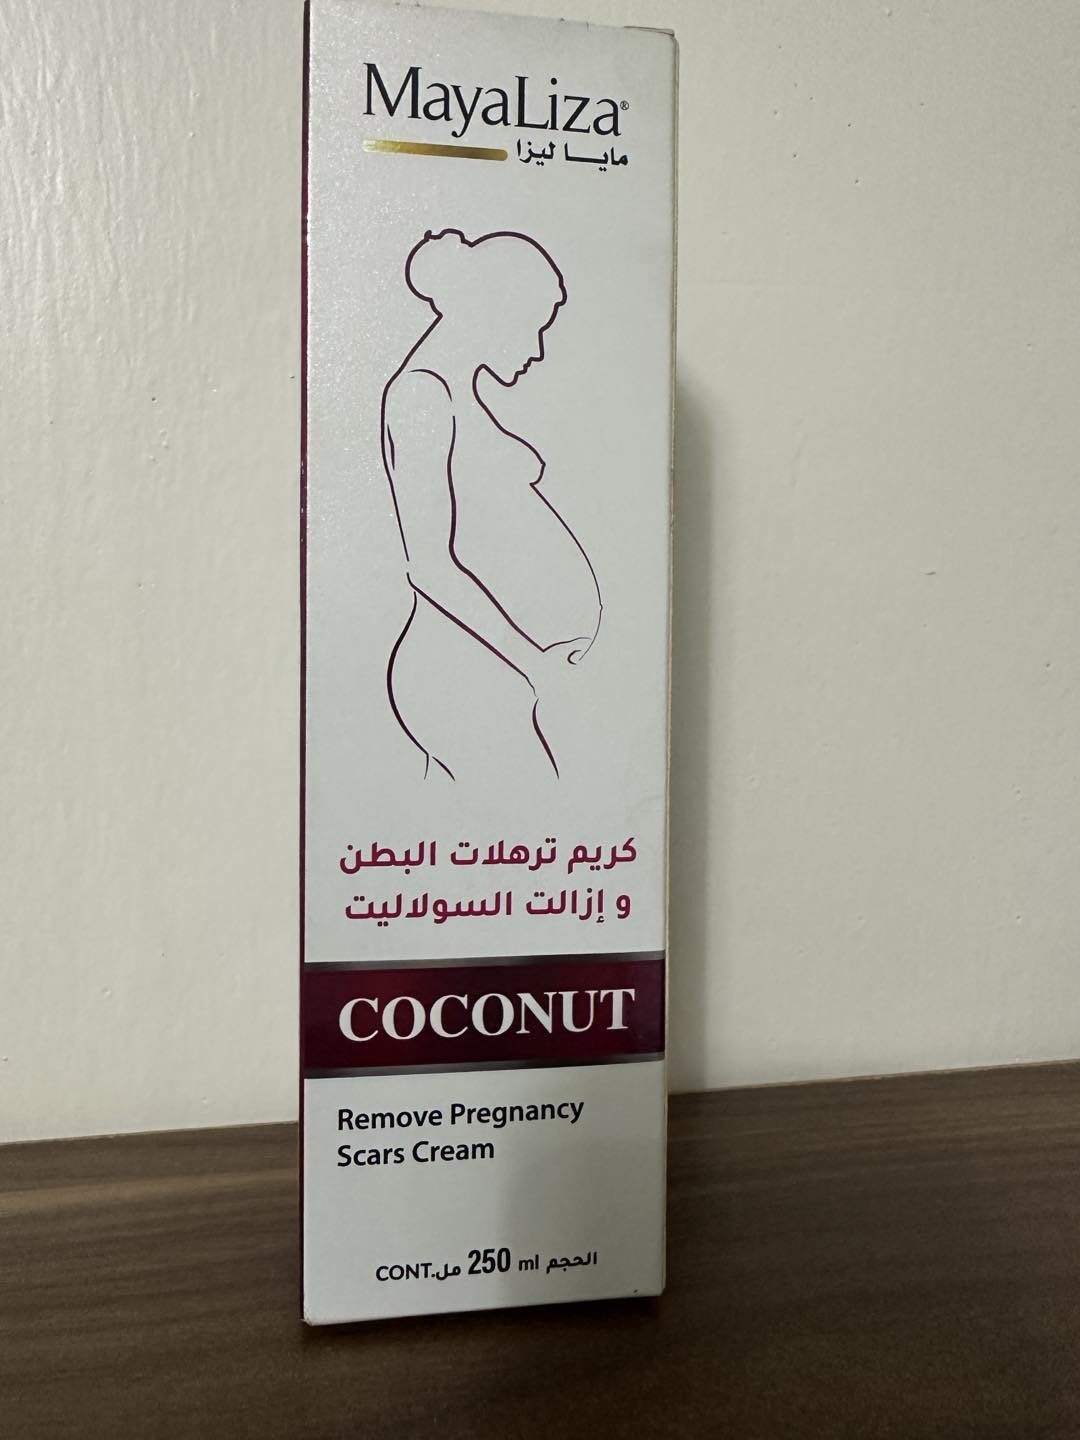 MayaLiza®
مايا ليزا
كريم ترهلات البطن
و إزالت السولاليت
COCONUT
Remove Pregnancy
Scars Cream
CONT. الحجم 250 ml مل